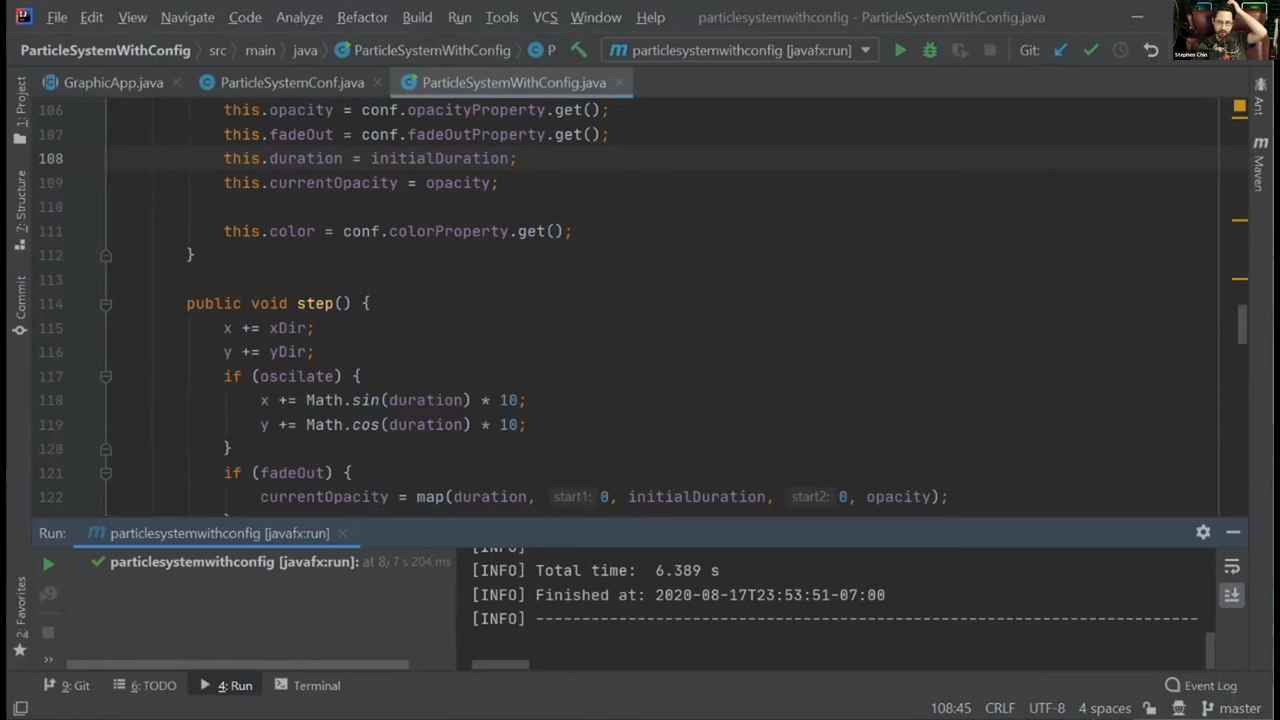 File Edit View Navigate Code Analyze Refactor Build Run Tools VCS Window Help particlesystemwithconfig - ParticleSystemWithConfig.java
Stephen Chin
ParticleSystemWithConfig src main java ParticleSystemWithConfig P particlesystemwithconfig [javafx:run] Git:
GraphicApp.java ParticleSystemConf.java ParticleSystemWithConfig.java
1: Project
7: Structure
Commit
2: Favorites
Ant
Maven
106 this.opacity = conf.opacityProperty.get();
107 this.fadeOut = conf.fadeOutProperty.get();
108 this.duration = initialDuration;
109 this.currentOpacity = opacity;
110
111 this.color = conf.colorProperty.get();
112 }
113
114 public void step() {
115 x += xDir;
116 y += yDir;
117 if (oscilate) {
118 x += Math.sin(duration) * 10;
119 y += Math.cos(duration) * 10;
120 }
121 if (fadeOut) {
122 currentOpacity = map(duration, start1: 0, initialDuration, start2: 0, opacity);
Run: particlesystemwithconfig [javafx:run]
particlesystemwithconfig [javafx:run]: at 8/ 7 s 204 ms
[INFO]
[INFO] Total time: 6.389 s
[INFO] Finished at: 2020-08-17T23:53:51-07:00
[INFO] ------------------------------------------------------------------------
9: Git 6: TODO 4: Run Terminal Event Log
108:45 CRLF UTF-8 4 spaces master